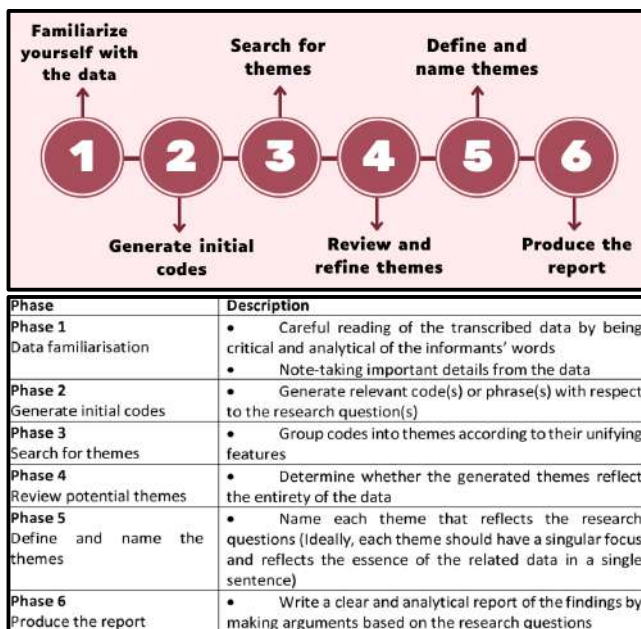 Familiarize
yourself with
the data
Search for
themes
Define and
name themes
1 2 3 4 5 6
Generate initial
codes
Review and
refine themes
Produce the
report
Phase Description
Phase 1
Data familiarisation
• Careful reading of the transcribed data by being
critical and analytical of the informants' words
• Note-taking important details from the data
Phase 2
Generate initial codes
• Generate relevant code(s) or phrase(s) with respect
to the research question(s)
Phase 3
Search for themes
• Group codes into themes according to their unifying
features
Phase 4
Review potential themes
• Determine whether the generated themes reflect
the entirety of the data
Phase 5
Define and name the
themes
• Name each theme that reflects the research
questions (Ideally, each theme should have a singular focus
and reflects the essence of the related data in a single
sentence)
Phase 6
Produce the report
• Write a clear and analytical report of the findings by
making arguments based on the research questions